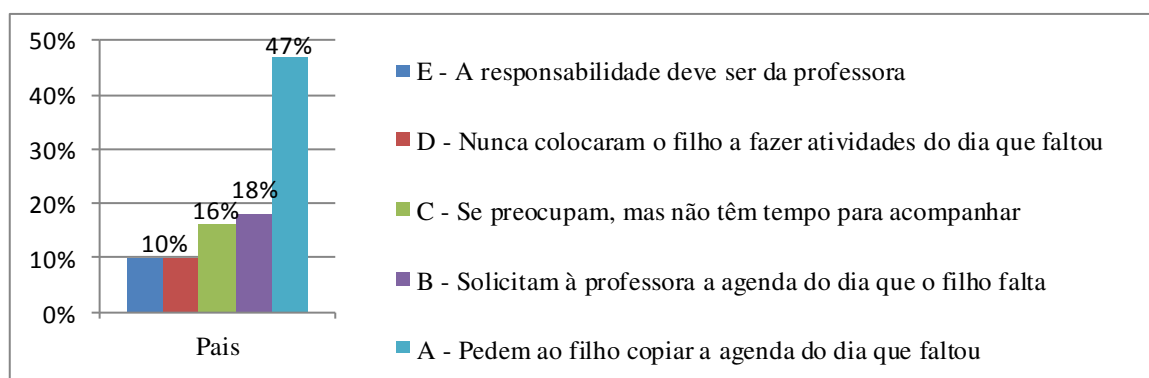 50%
40%
30%
20%
10%
0%
10%
16%
18%
47%
Pais
E - A responsabilidade deve ser da professora
D - Nunca colocaram o filho a fazer atividades do dia que faltou
C - Se preocupam, mas não têm tempo para acompanhar
B - Solicitam à professora a agenda do dia que o filho falta
A - Pedem ao filho copiar a agenda do dia que faltou